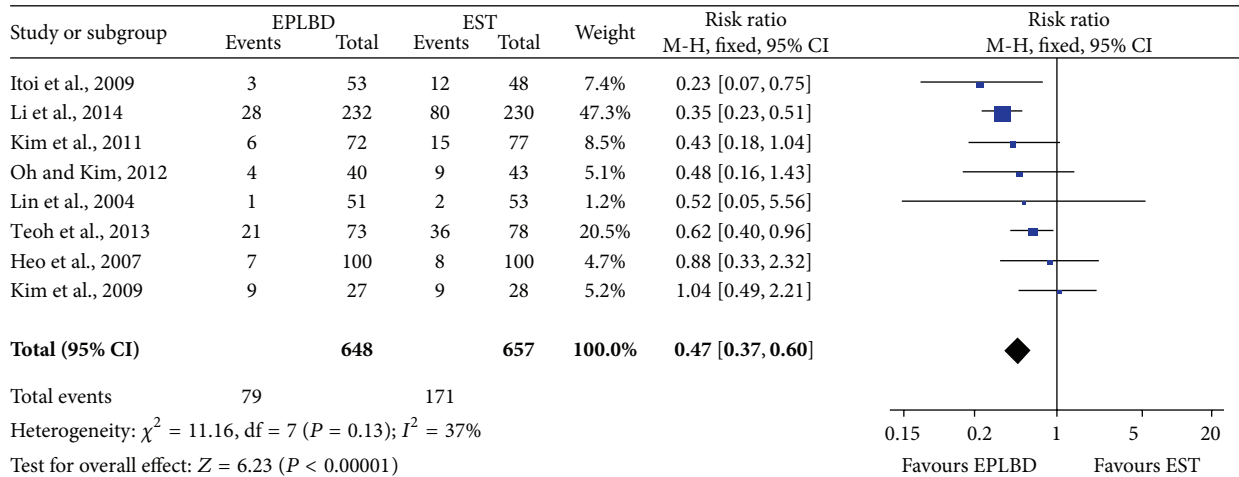 Study or subgroup EPLBD EST Weight Risk ratio Risk ratio
Events Total Events Total M-H, fixed, 95% CI M-H, fixed, 95% CI
Itoi et al., 2009 3 53 12 48 7.4% 0.23 [0.07, 0.75]
Li et al., 2014 28 232 80 230 47.3% 0.35 [0.23, 0.51]
Kim et al., 2011 6 72 15 77 8.5% 0.43 [0.18, 1.04]
Oh and Kim, 2012 4 40 9 43 5.1% 0.48 [0.16, 1.43]
Lin et al., 2004 1 51 2 53 1.2% 0.52 [0.05, 5.56]
Teoh et al., 2013 21 73 36 78 20.5% 0.62 [0.40, 0.96]
Heo et al., 2007 7 100 8 100 4.7% 0.88 [0.33, 2.32]
Kim et al., 2009 9 27 9 28 5.2% 1.04 [0.49, 2.21]
Total (95% CI) 648 657 100.0% 0.47 [0.37, 0.60]
Total events 79 171
Heterogeneity: χ² = 11.16, df = 7 (P = 0.13); I² = 37%
Test for overall effect: Z = 6.23 (P < 0.00001)
0.15 0.2 1 5 20
Favours EPLBD Favours EST